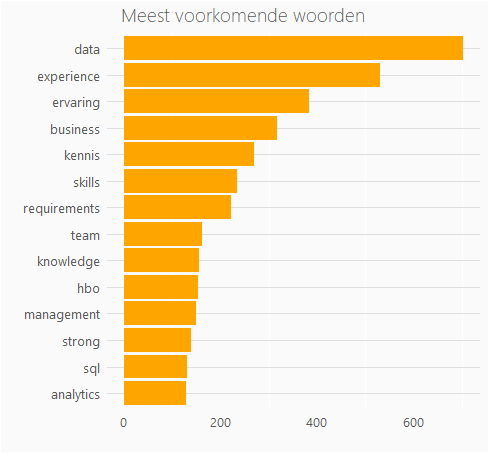 Meest voorkomende woorden
data
experience
ervaring
business
kennis
skills
requirements
team
knowledge
hbo
management
strong
sql
analytics
0 200 400 600